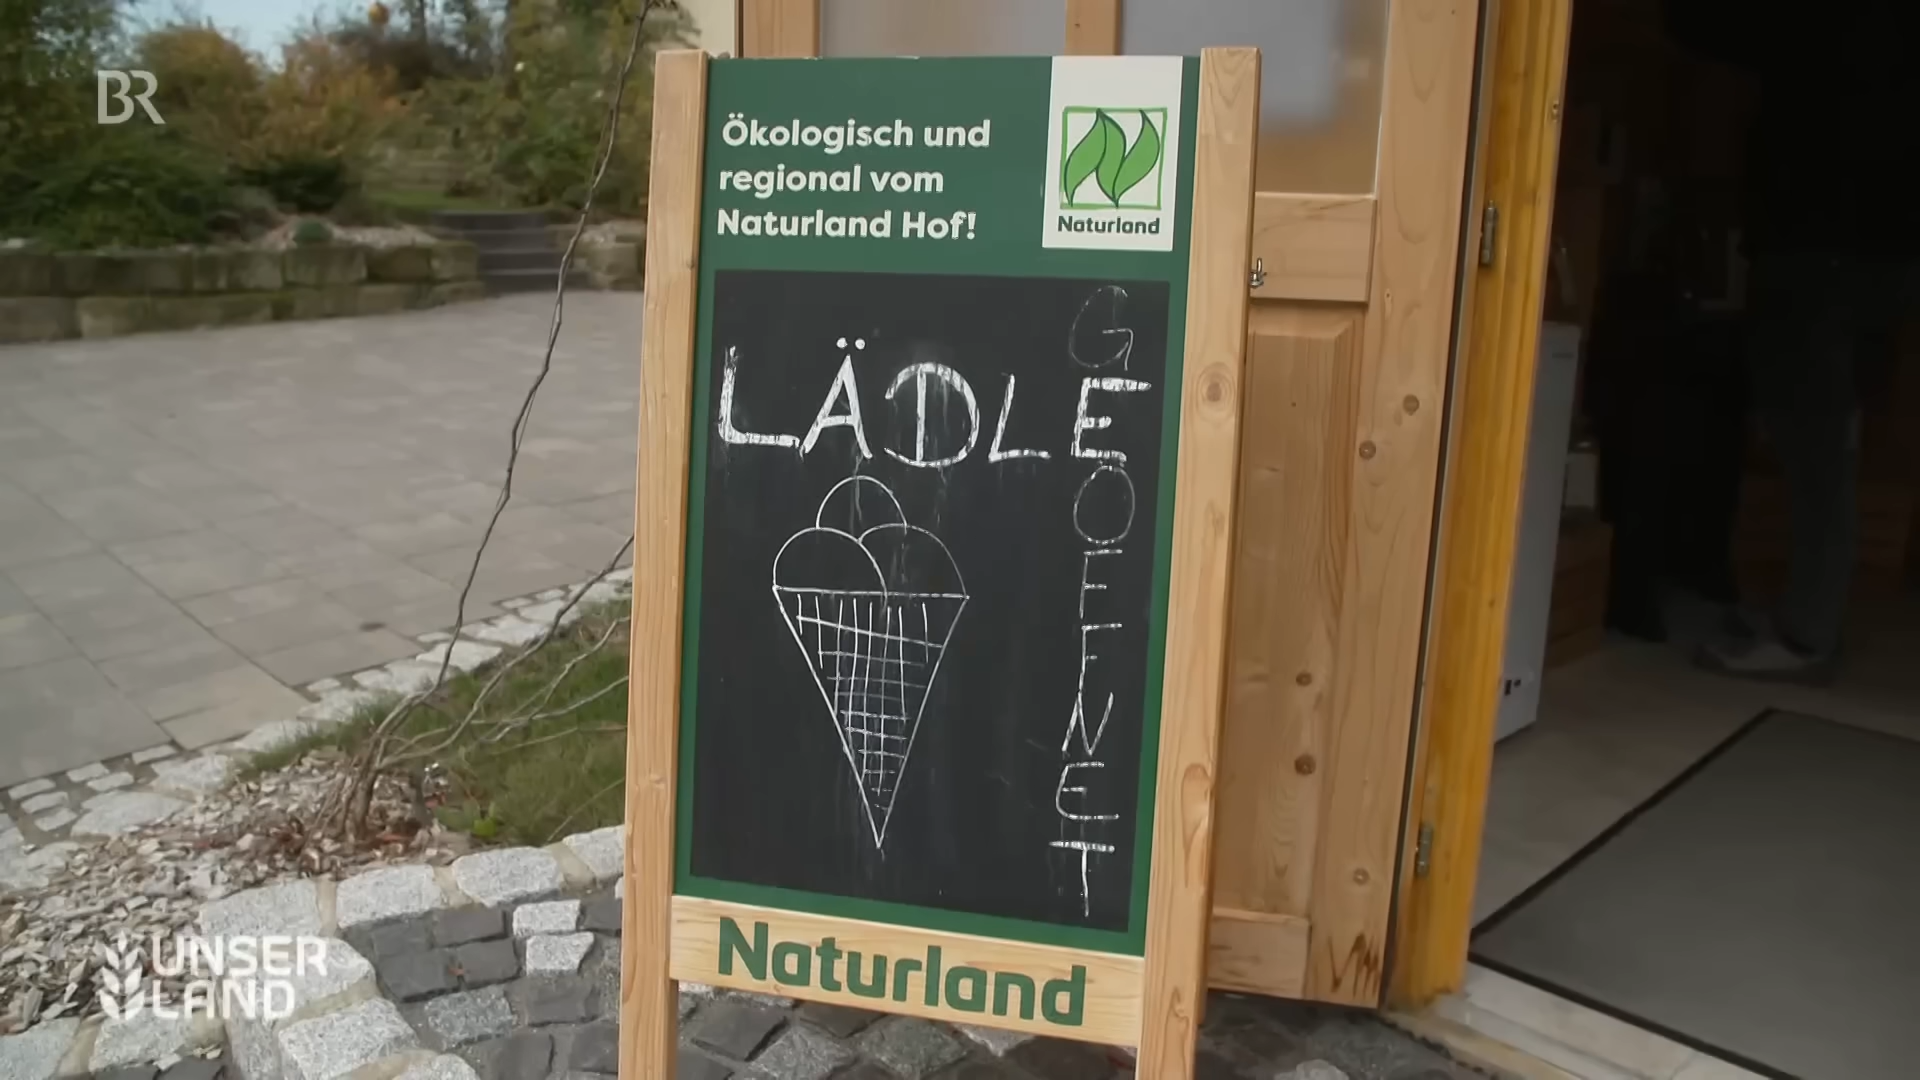 BR
Ökologisch und
regional vom
Naturland Hof!
Naturland
LÄDLE
GEÖFFNET
Naturland
UNSER
LAND